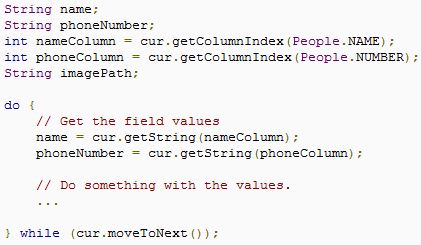 String name;
String phoneNumber;
int nameColumn = cur.getColumnIndex(People.NAME);
int phoneColumn = cur.getColumnIndex(People.NUMBER);
String imagePath;

do {
    // Get the field values
    name = cur.getString(nameColumn);
    phoneNumber = cur.getString(phoneColumn);

    // Do something with the values.
    ...

} while (cur.moveToNext());